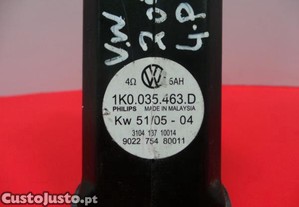 V.W
4.P
4Ω 5AH
1K0.035.463.D
PHILIPS MADE IN MALAYSIA
Kw 51/05 - 04
3104 137 10014
9022 754 80011
CustoJusto.pt